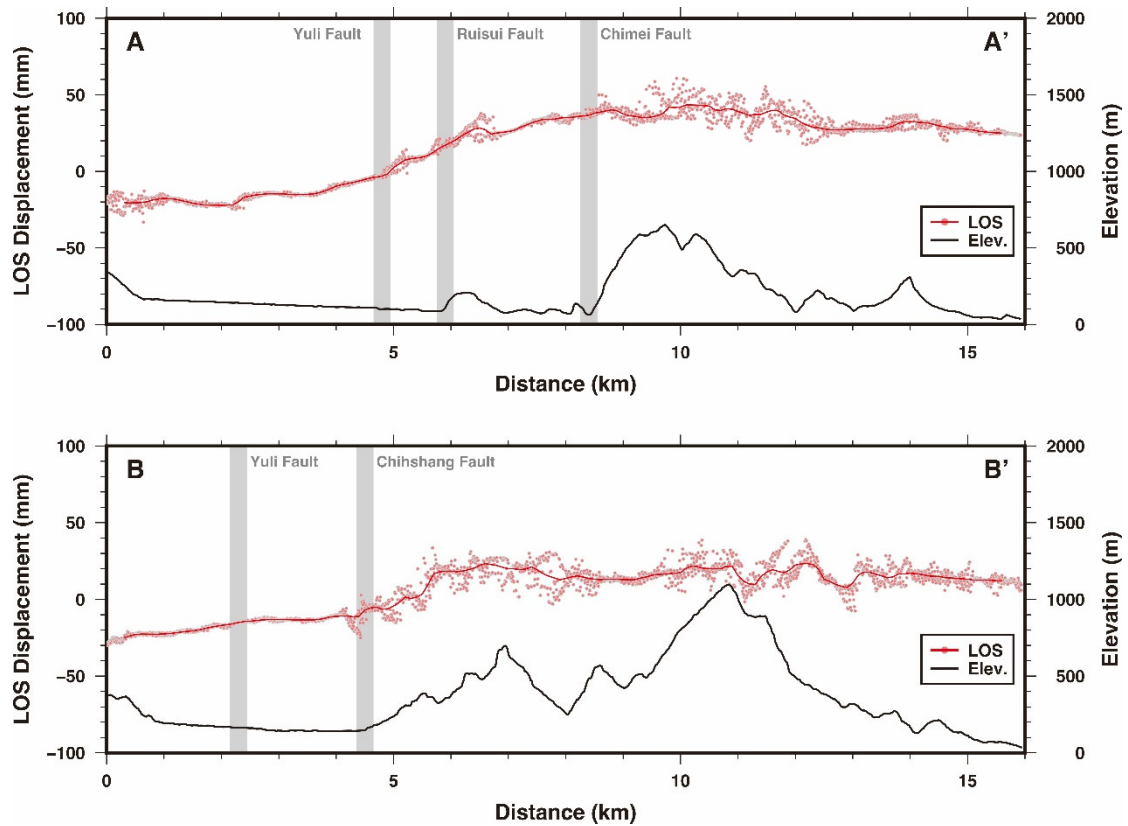 A
Yuli Fault
Ruisui Fault
Chimei Fault
A’
100
50
0
−50
−100
LOS Displacement (mm)
2000
1500
1000
500
0
Elevation (m)
LOS
Elev.
0
5
10
15
Distance (km)
B
Yuli Fault
Chihshang Fault
B’
100
50
0
−50
−100
LOS Displacement (mm)
2000
1500
1000
500
0
Elevation (m)
LOS
Elev.
0
5
10
15
Distance (km)